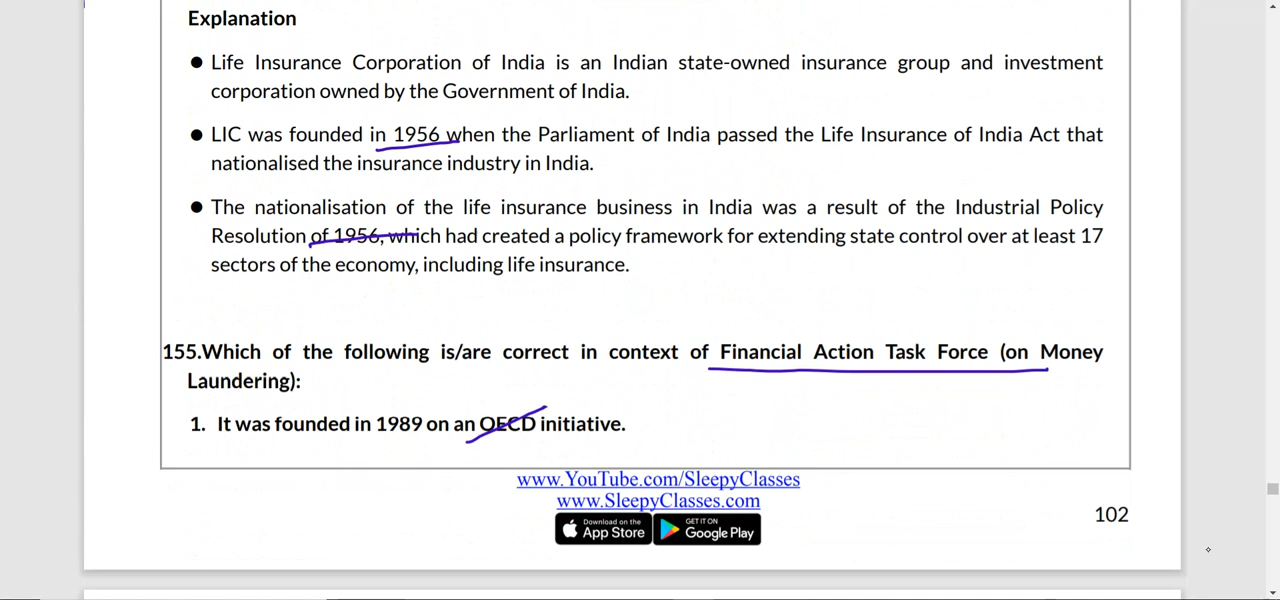 Explanation
● Life Insurance Corporation of India is an Indian state-owned insurance group and investment
corporation owned by the Government of India.
● LIC was founded in 1956 when the Parliament of India passed the Life Insurance of India Act that
nationalised the insurance industry in India.
● The nationalisation of the life insurance business in India was a result of the Industrial Policy
Resolution of 1956, which had created a policy framework for extending state control over at least 17
sectors of the economy, including life insurance.
155.Which of the following is/are correct in context of Financial Action Task Force (on Money
Laundering):
1. It was founded in 1989 on an OECD initiative.
www.YouTube.com/SleepyClasses
www.SleepyClasses.com
Download on the App Store GET IT ON Google Play
102